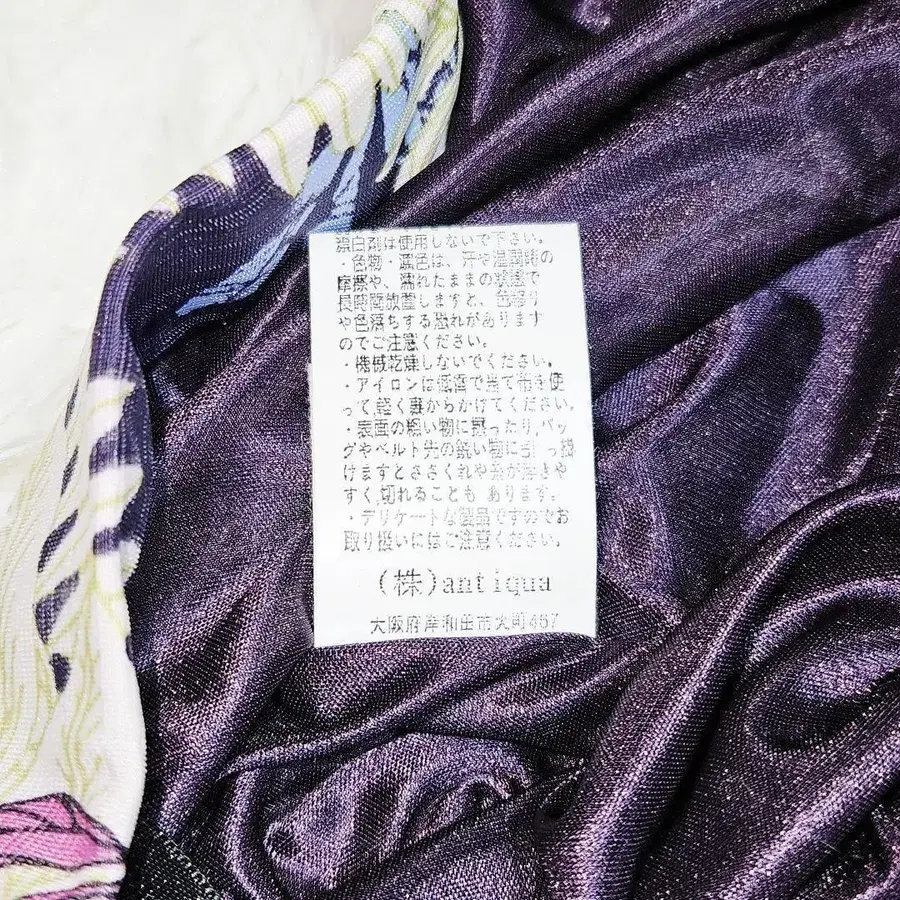 漂白剤は使用しないで下さい。
・色物・濃色は、汗や湿潤時の
摩擦や、濡れたままの状態で
長時間放置しますと、色移り
や色落ちする恐れがあります
のでご注意ください。
・機械乾燥しないでください。
・アイロンは低温で当て布を使
って,軽く裏からかけてください。
・表面の粗い物に擦ったり,バッ
グやベルト先の鋭い物に引っ掛
けますとささくれや糸が浮きや
すく,切れることも あります。
・デリケートな製品ですのでお
取り扱いにはご注意ください。
(株)antiqua
大阪府岸和田市大町467